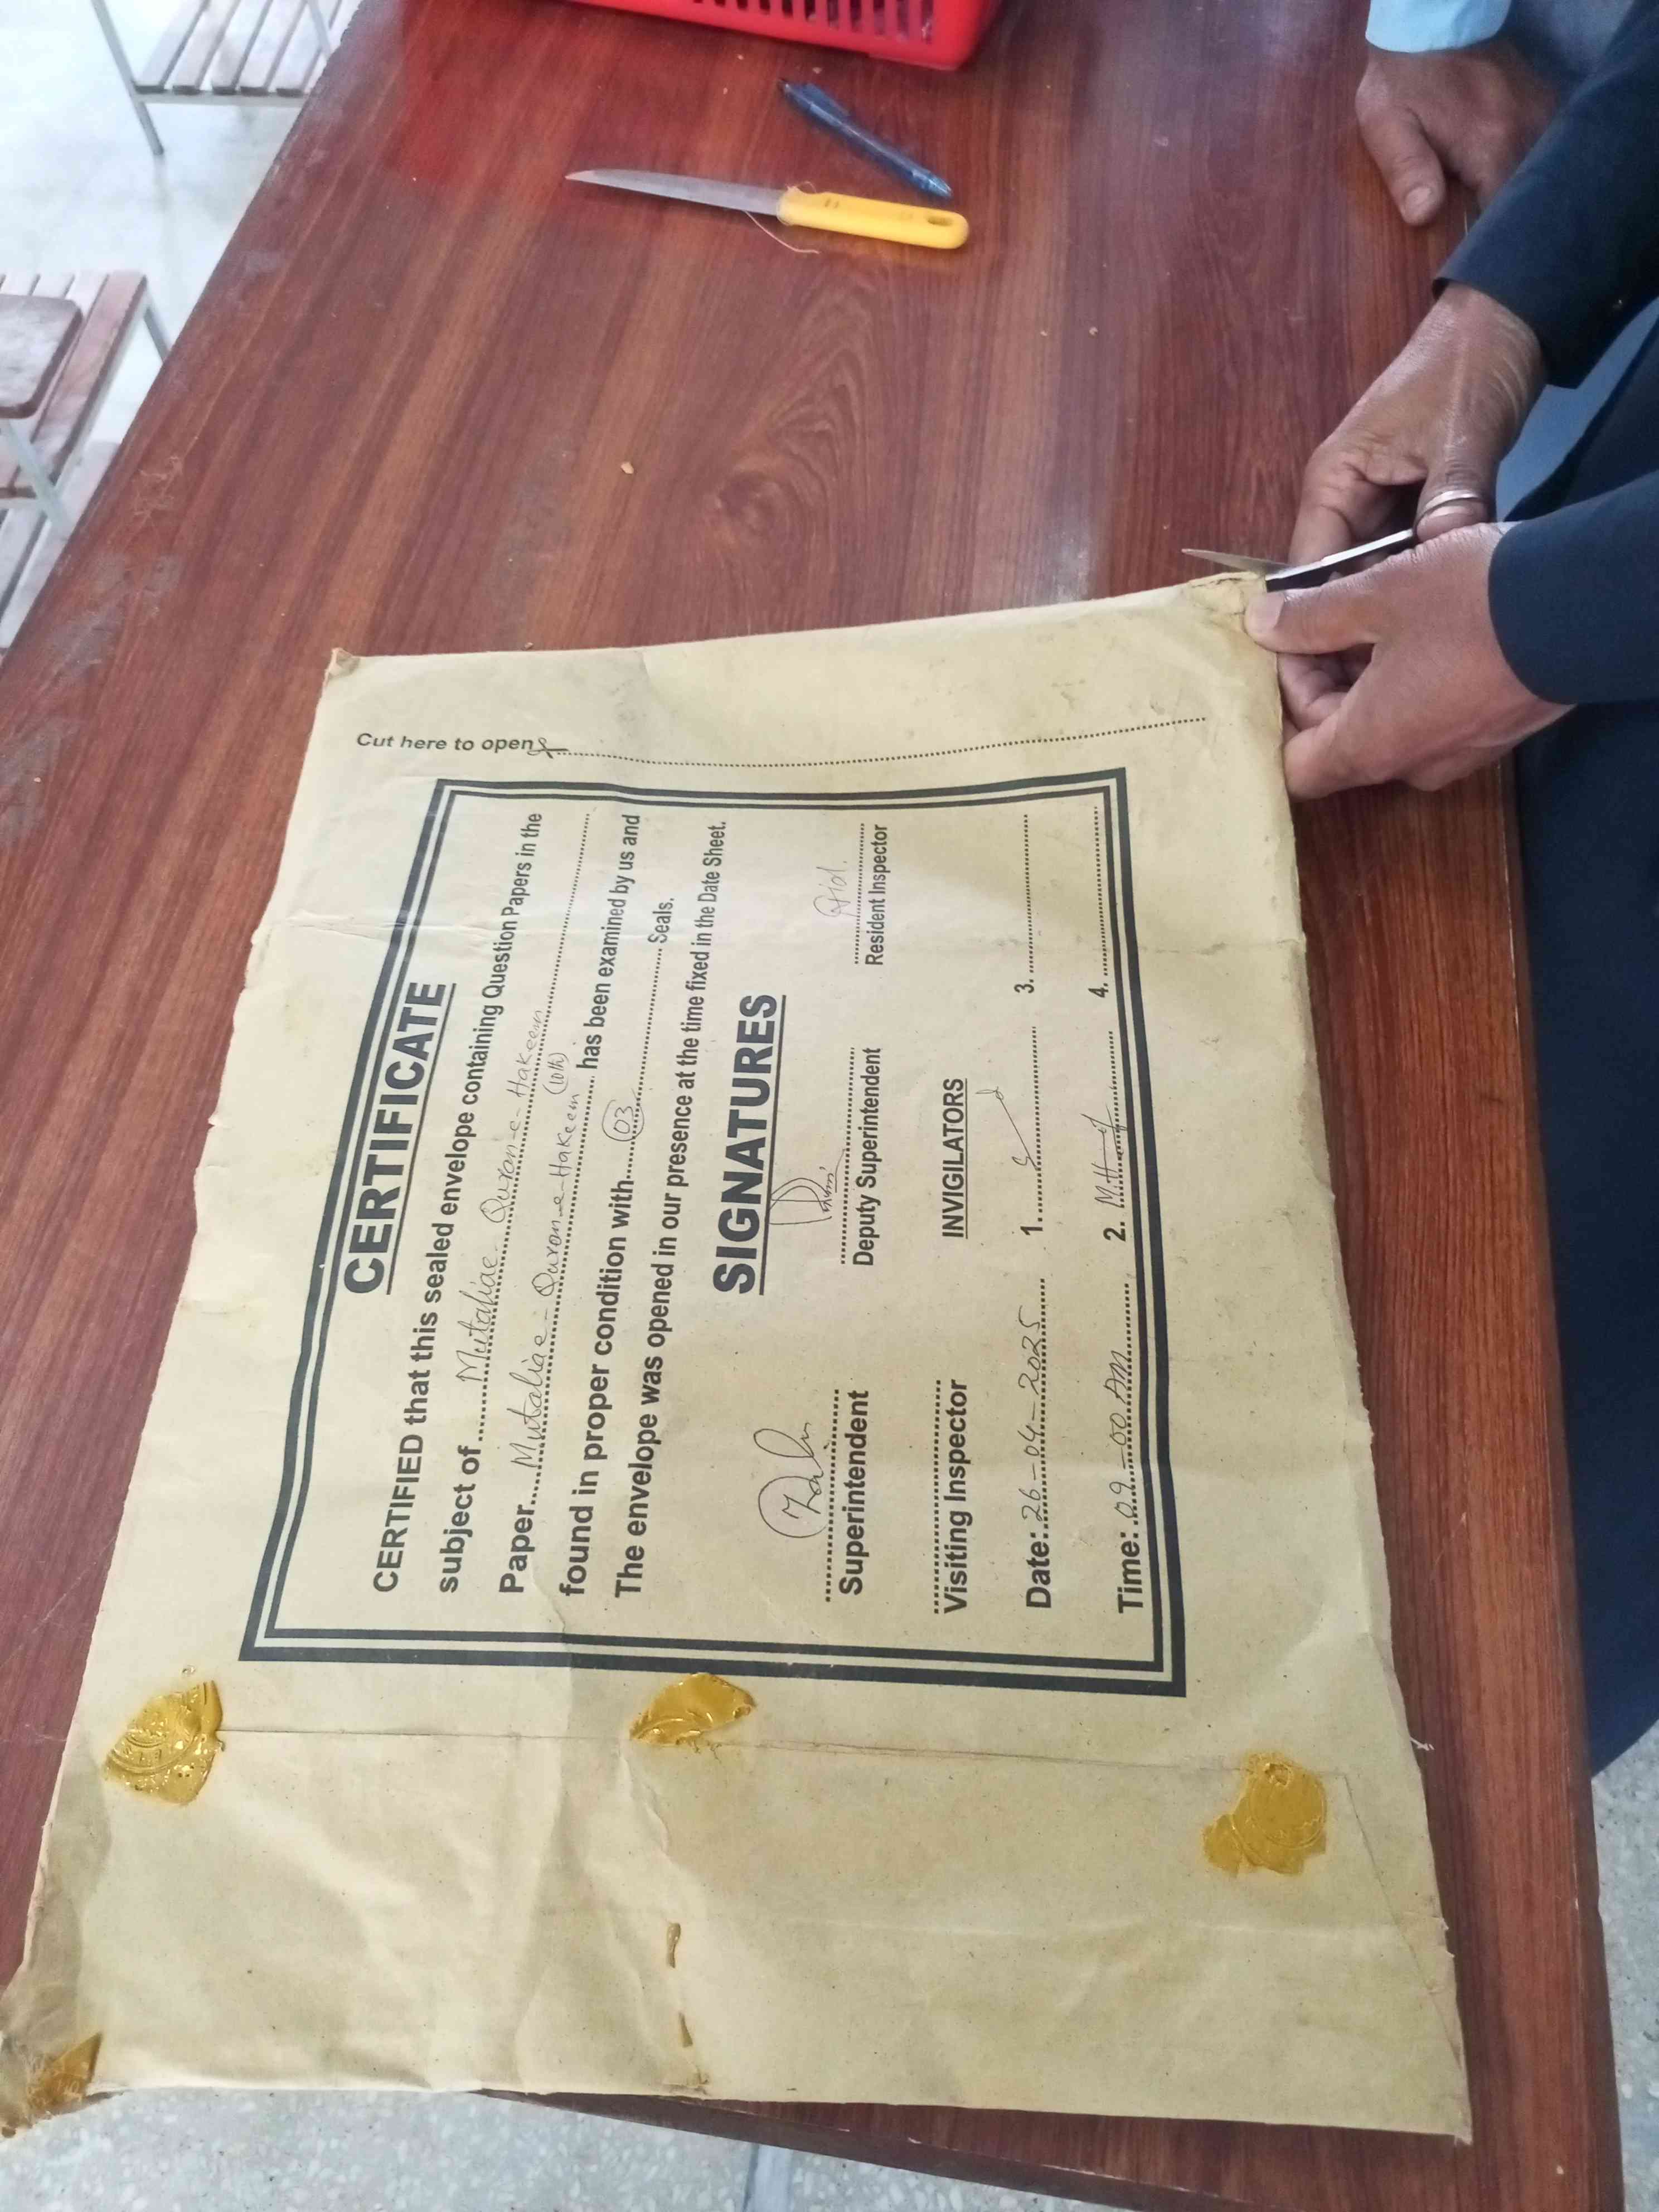 Cut here to open
CERTIFICATE
CERTIFIED that this sealed envelope containing Question Papers in the
subject of Mutaliae - Quran-e-Hakeem
Paper Mutaliae - Quran-e-Hakeem (10th) has been examined by us and
found in proper condition with 03 Seals.
The envelope was opened in our presence at the time fixed in the Date Sheet.
SIGNATURES
Superintendent Deputy Superintendent Resident Inspector
Visiting Inspector INVIGILATORS
Date: 26-04-2025 1. 3.
Time: 09-00 AM 2. 4.